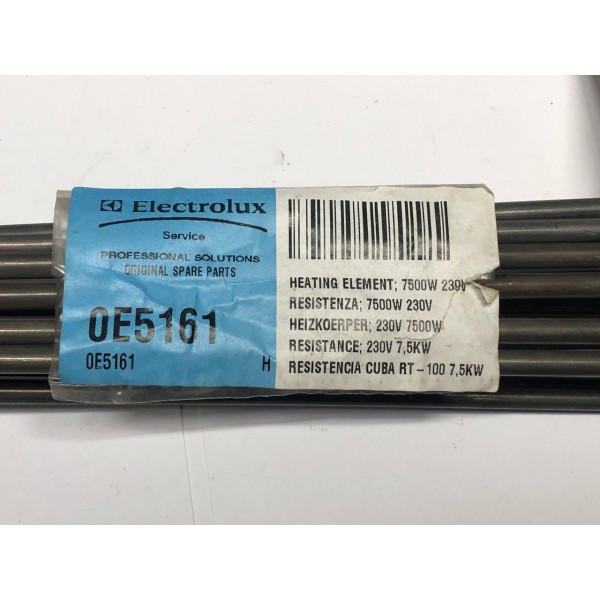 Electrolux
Service
PROFESSIONAL SOLUTIONS
ORIGINAL SPARE PARTS
0E5161
0E5161 H
HEATING ELEMENT; 7500W 230V
RESISTENZA; 7500W 230V
HEIZKOERPER; 230V 7500W
RESISTANCE; 230V 7,5KW
RESISTENCIA CUBA RT - 100 7,5KW